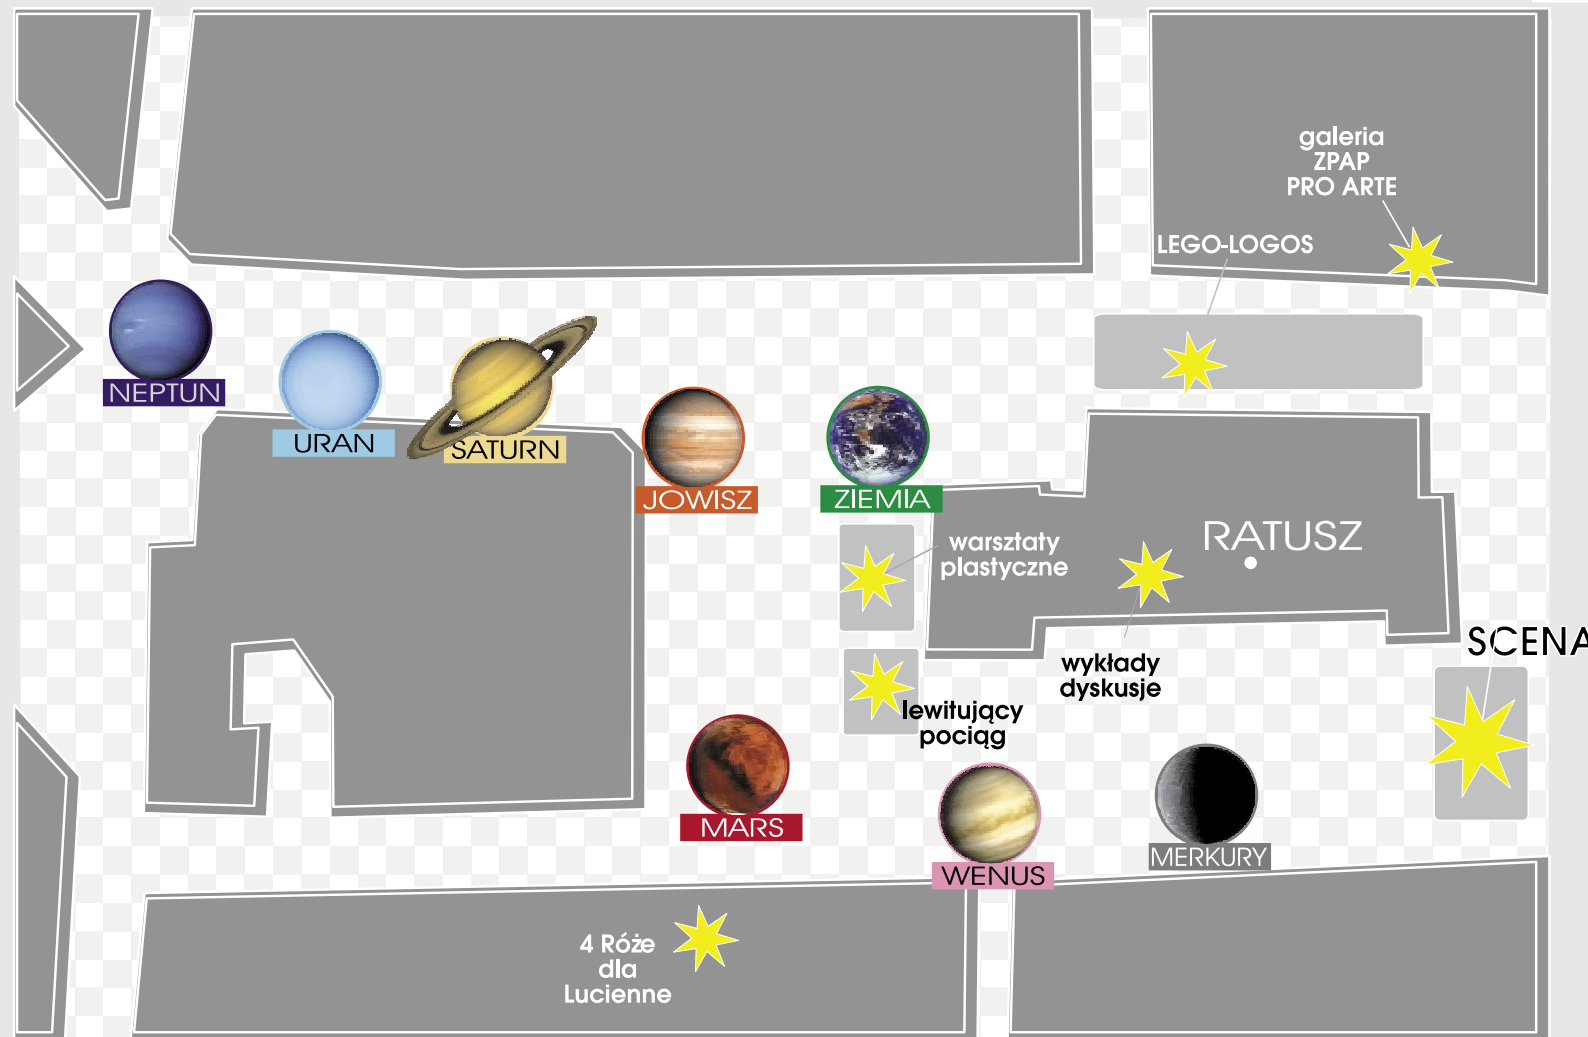 galeria
ZPAP
PRO ARTE
LEGO-LOGOS
NEPTUN
URAN
SATURN
JOWISZ
ZIEMIA
warsztaty
plastyczne
RATUSZ
SCENA
wykłady
dyskusje
lewitujący
pociąg
MARS
WENUS
MERKURY
4 Róże
dla
Lucienne